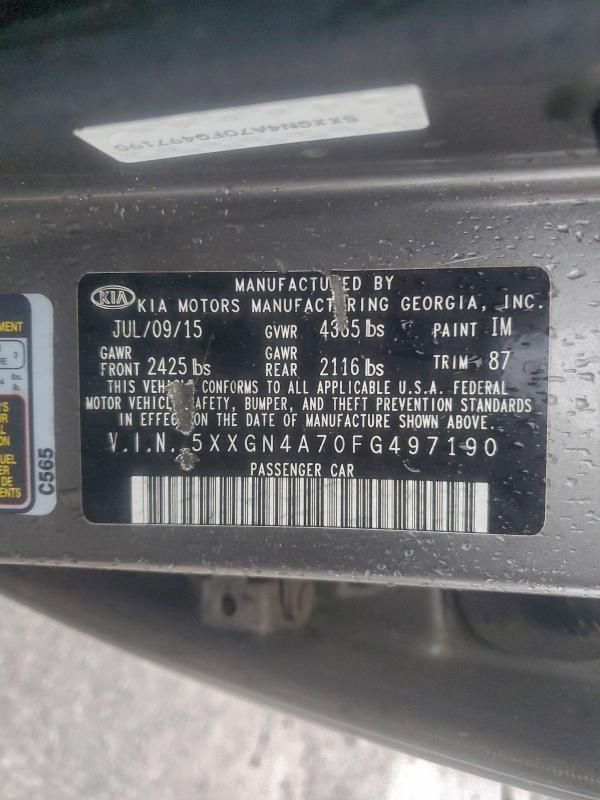 5XXGN4A70FG497190
KIA
MANUFACTURED BY
KIA MOTORS MANUFACTURING GEORGIA, INC.
JUL/09/15 GVWR lbs PAINT IM
GAWR FRONT 2425 lbs GAWR REAR 2116 lbs TRIM 87
THIS VEHICLE CONFORMS TO ALL APPLICABLE U.S.A. FEDERAL
MOTOR VEHICLE SAFETY, BUMPER, AND THEFT PREVENTION STANDARDS
IN EFFECT ON THE DATE OF MANUFACTURE SHOWN ABOVE.
V.I.N. 5XXGN4A70FG497190
PASSENGER CAR
C565